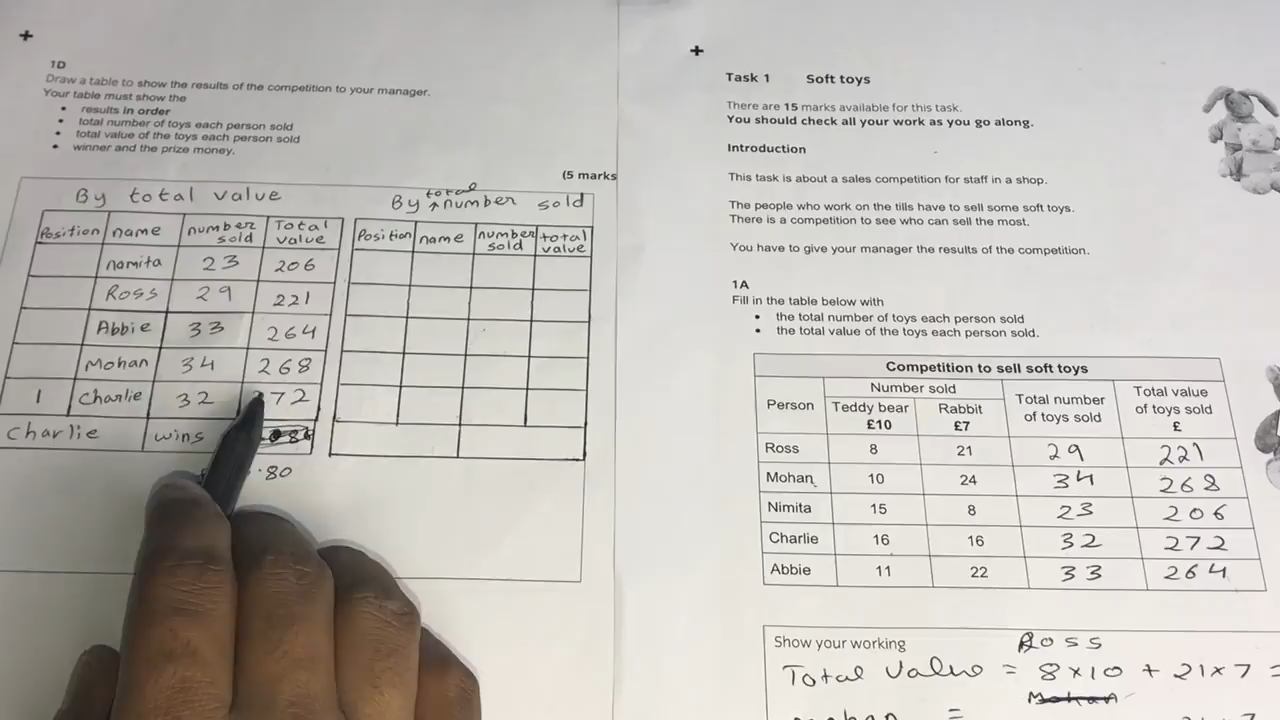 1D
Draw a table to show the results of the competition to your manager.
Your table must show the
• results in order
• total number of toys each person sold
• total value of the toys each person sold
• winner and the prize money.
(5 marks
By total value
Position name number sold Total value
namita 23 206
Ross 29 221
Abbie 33 264
Mohan 34 268
1 Charlie 32 272
Charlie wins
.80
total
By ^ number sold
Position name number sold total value
Task 1 Soft toys
There are 15 marks available for this task.
You should check all your work as you go along.
Introduction
This task is about a sales competition for staff in a shop.
The people who work on the tills have to sell some soft toys.
There is a competition to see who can sell the most.
You have to give your manager the results of the competition.
1A
Fill in the table below with
• the total number of toys each person sold
• the total value of the toys each person sold.
Competition to sell soft toys
Person Number sold Total number of toys sold Total value of toys sold £
Teddy bear £10 Rabbit £7
Ross 8 21 29 221
Mohan 10 24 34 268
Nimita 15 8 23 206
Charlie 16 16 32 272
Abbie 11 22 33 264
Show your working Ross
Total value = 8×10 + 21×7 =
Mohan
=